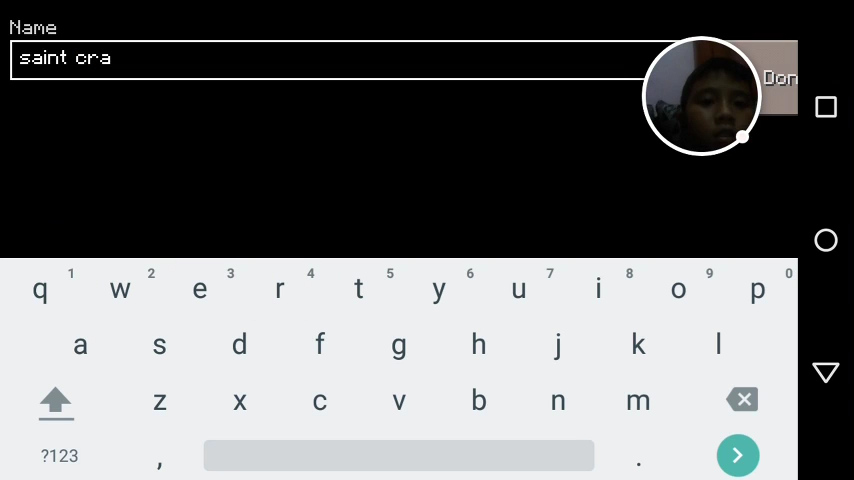 Name
saint cra
Don
q 1 w 2 e 3 r 4 t 5 y 6 u 7 i 8 o 9 p 0
a s d f g h j k l
z x c v b n m
?123 , .